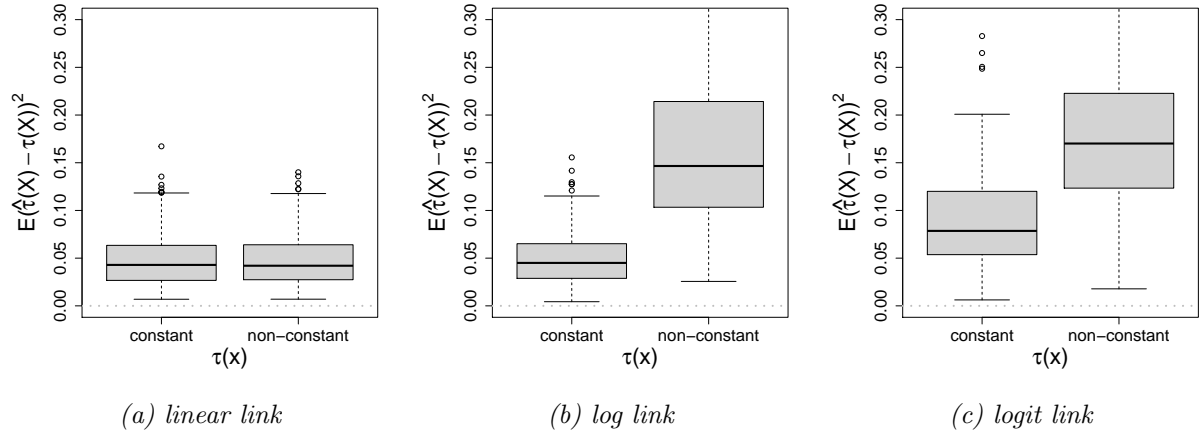 0.00 0.05 0.10 0.15 0.20 0.25 0.30
E(τ̂(X) − τ(X))²
constant non−constant
τ(x)
(a) linear link
0.00 0.05 0.10 0.15 0.20 0.25 0.30
E(τ̂(X) − τ(X))²
constant non−constant
τ(x)
(b) log link
0.00 0.05 0.10 0.15 0.20 0.25 0.30
E(τ̂(X) − τ(X))²
constant non−constant
τ(x)
(c) logit link